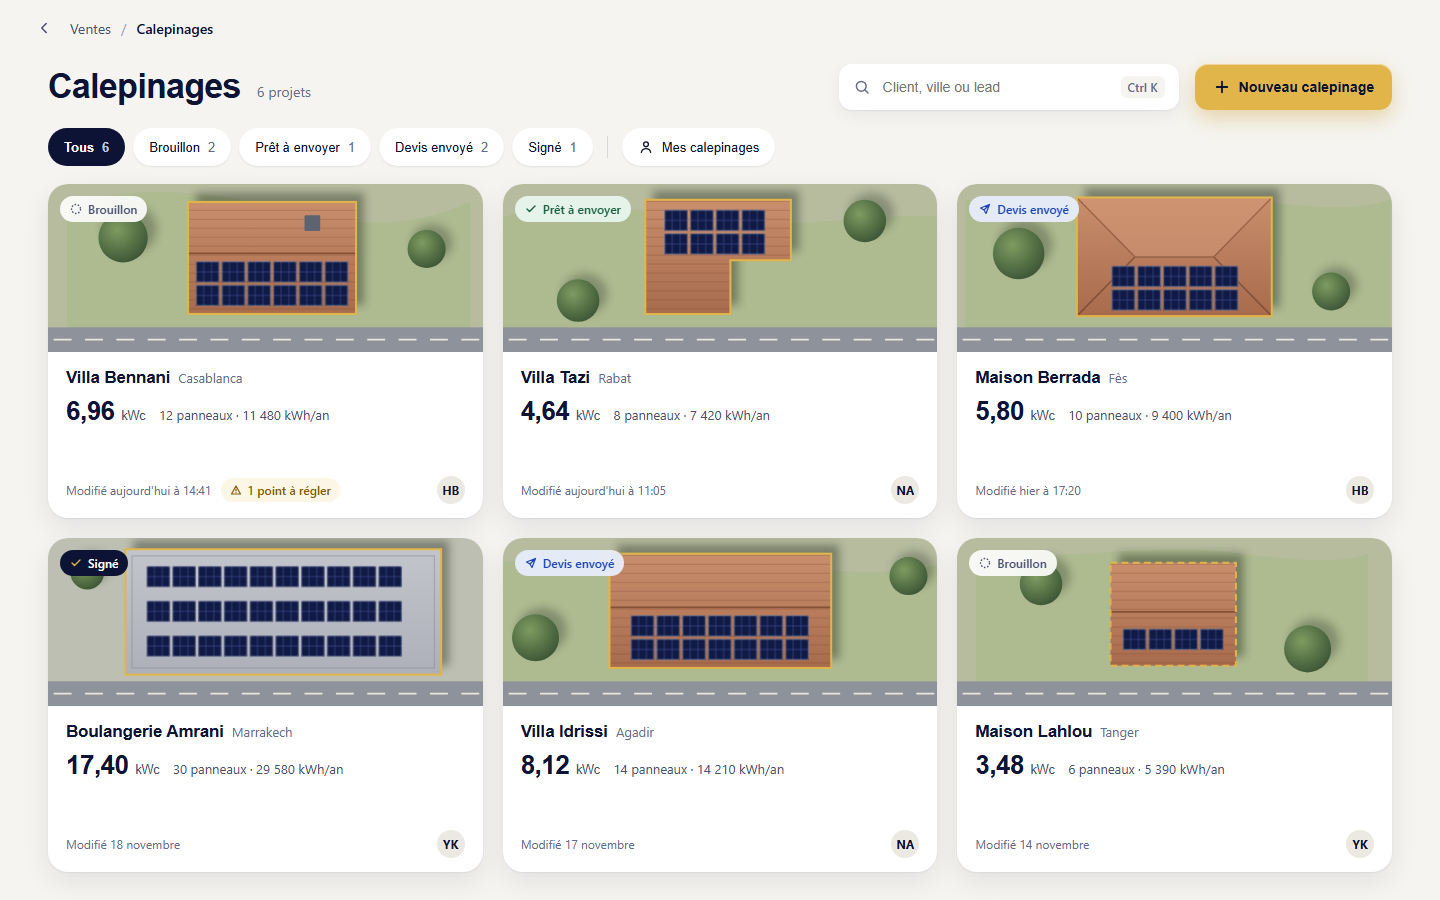 Ventes / Calepinages
Calepinages 6 projets
Client, ville ou lead Ctrl K
Nouveau calepinage
Tous 6
Brouillon 2
Prêt à envoyer 1
Devis envoyé 2
Signé 1
Mes calepinages
Brouillon
Villa Bennani Casablanca
6,96 kWc 12 panneaux · 11 480 kWh/an
Modifié aujourd'hui à 14:41 1 point à régler HB
Prêt à envoyer
Villa Tazi Rabat
4,64 kWc 8 panneaux · 7 420 kWh/an
Modifié aujourd'hui à 11:05 NA
Devis envoyé
Maison Berrada Fès
5,80 kWc 10 panneaux · 9 400 kWh/an
Modifié hier à 17:20 HB
Signé
Boulangerie Amrani Marrakech
17,40 kWc 30 panneaux · 29 580 kWh/an
Modifié 18 novembre YK
Devis envoyé
Villa Idrissi Agadir
8,12 kWc 14 panneaux · 14 210 kWh/an
Modifié 17 novembre NA
Brouillon
Maison Lahlou Tanger
3,48 kWc 6 panneaux · 5 390 kWh/an
Modifié 14 novembre YK